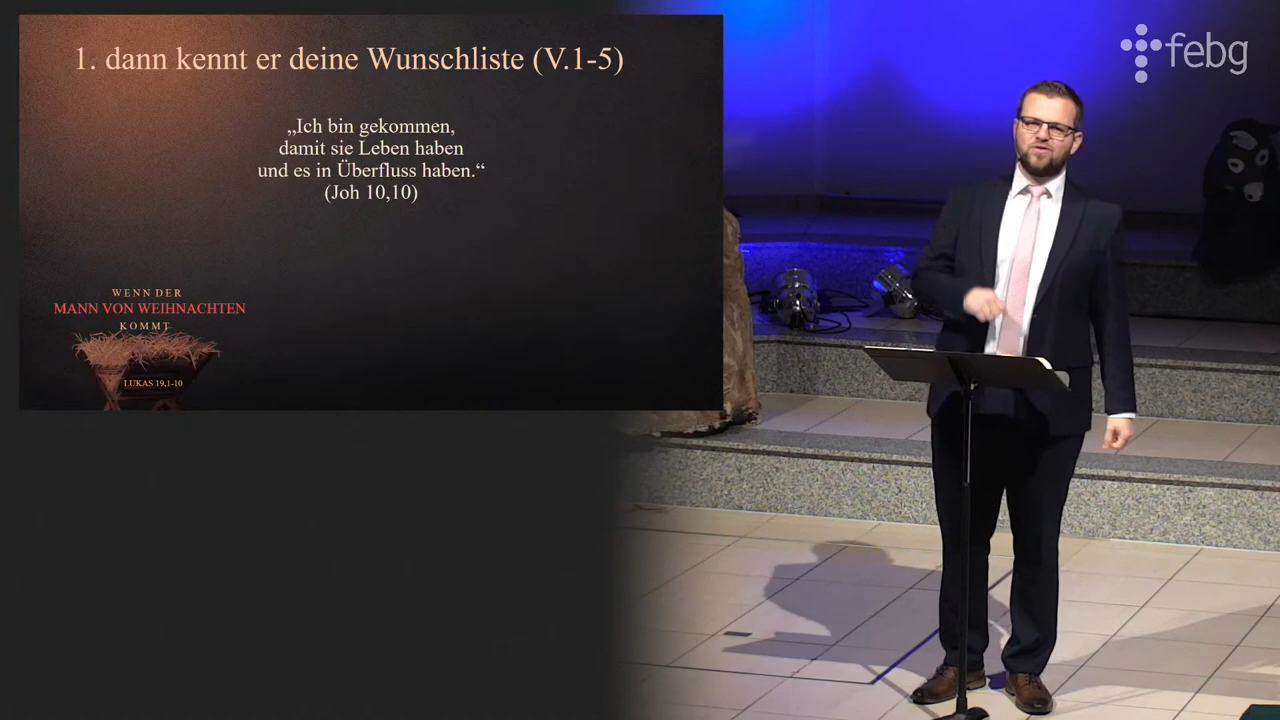 1. dann kennt er deine Wunschliste (V.1-5)
„Ich bin gekommen,
damit sie Leben haben
und es in Überfluss haben.“
(Joh 10,10)
WENN DER
MANN VON WEIHNACHTEN
KOMMT
LUKAS 19,1-10
febg